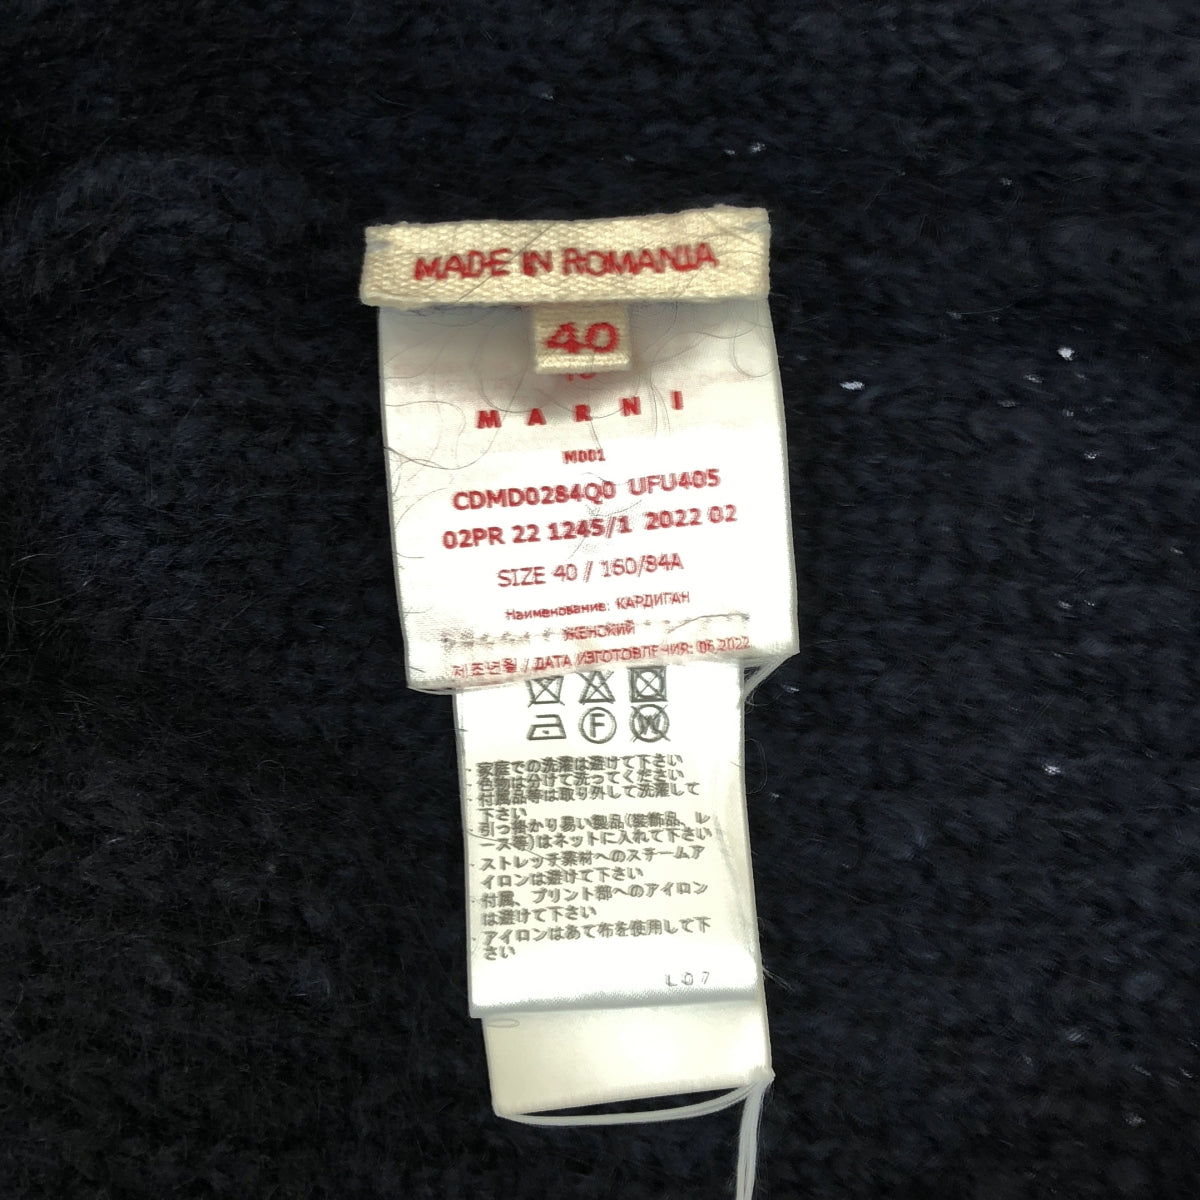 MADE IN ROMANIA
40
MARNI
M001
CDMD0284Q0 UFU405
02PR 22 1245/1 2022 02
SIZE 40 / 160/84A
Наименование: КАРДИГАН
ЖЕНСКИЙ
제조년월 / ДАТА ИЗГОТОВЛЕНИЯ: 06.2022
F W
・家庭での洗濯は避けて下さい
・色物は分けて洗ってください
・付属品等は取り外して洗濯して
下さい
・引っ掛かり易い製品(装飾品、レ
ース等)はネットに入れて下さい
・ストレッチ素材へのスチームア
イロンは避けて下さい
・付属、プリント部へのアイロン
は避けて下さい
・アイロンはあて布を使用して下
さい
L07